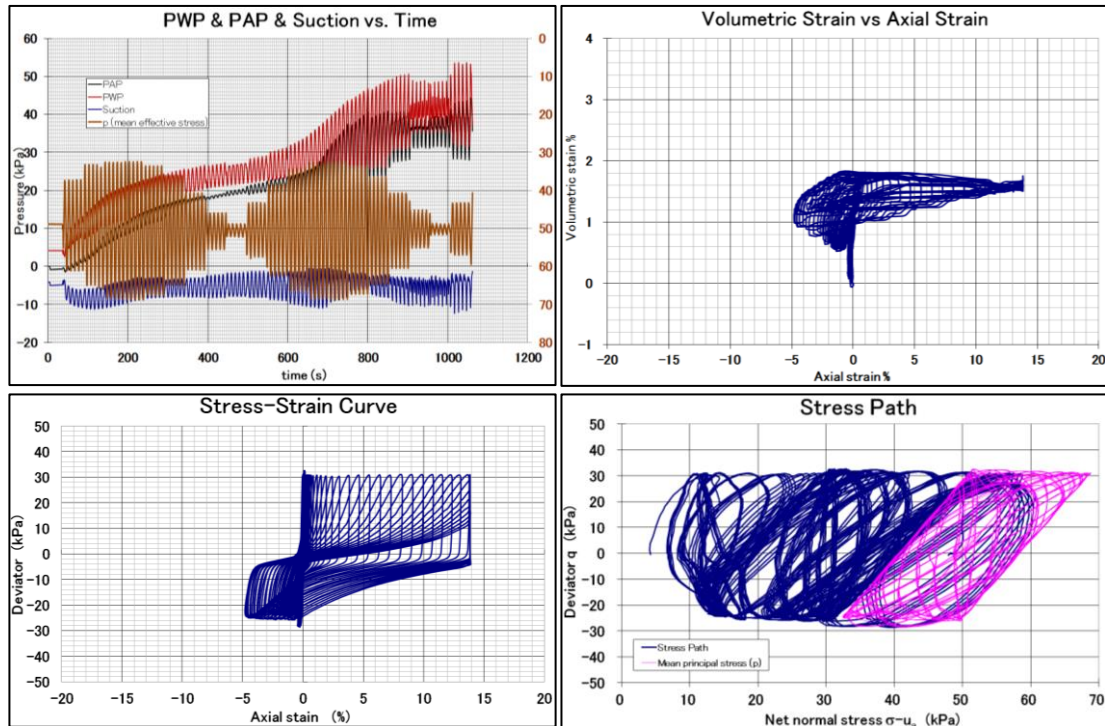 PWP & PAP & Suction vs. Time
60
50
40
30
20
10
0
-10
-20
Pressure (kPa)
PAP
PWP
Suction
p (mean effective stress)
0
10
20
30
40
50
60
70
80
0 200 400 600 800 1000 1200
time (s)
Volumetric Strain vs Axial Strain
4
3
2
1
0
-1
Volumetric stain %
-20 -15 -10 -5 0 5 10 15 20
Axial strain %
Stress-Strain Curve
50
40
30
20
10
0
-10
-20
-30
-40
-50
Deviator (kPa)
-20 -15 -10 -5 0 5 10 15 20
Axial stain (%)
Stress Path
50
40
30
20
10
0
-10
-20
-30
-40
-50
Deviator q (kPa)
Stress Path
Mean principal stress (p)
0 10 20 30 40 50 60 70
Net normal stress σ-u (kPa)